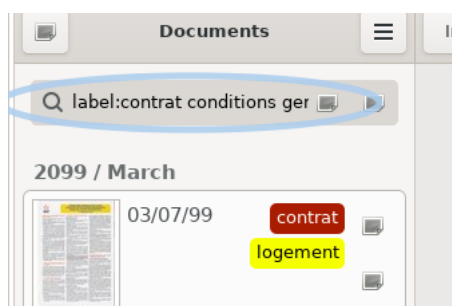 Documents
label:contrat conditions ger
2099 / March
03/07/99
contrat
logement